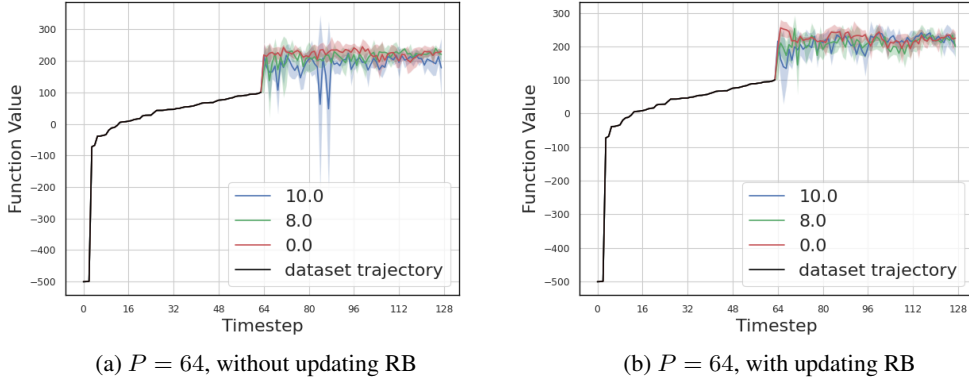 300
200
100
0
−100
−200
−300
−400
−500
Function Value
10.0
8.0
0.0
dataset trajectory
0 16 32 48 64 80 96 112 128
Timestep
(a) P = 64, without updating RB
300
200
100
0
−100
−200
−300
−400
−500
Function Value
10.0
8.0
0.0
dataset trajectory
0 16 32 48 64 80 96 112 128
Timestep
(b) P = 64, with updating RB